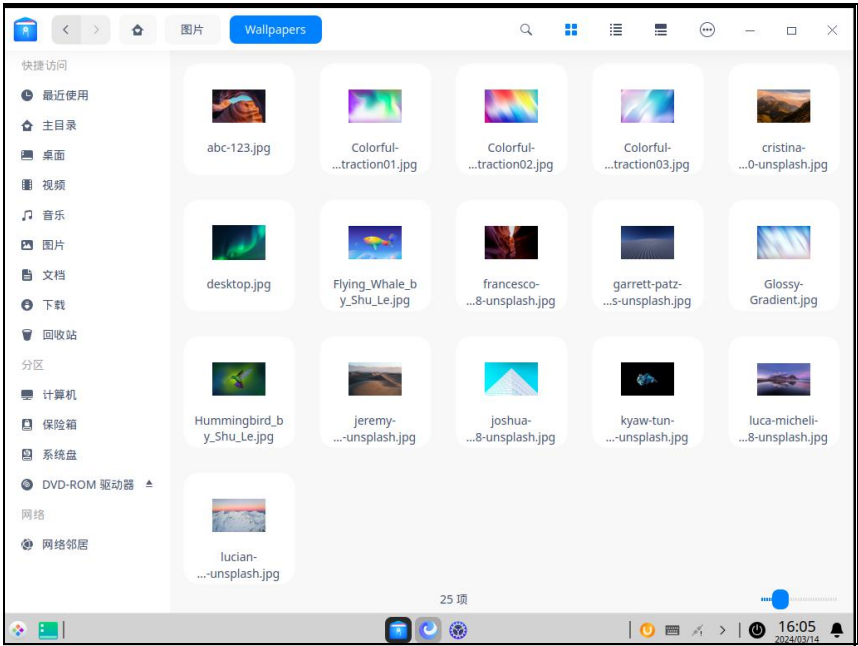 图片
Wallpapers
快捷访问
最近使用
主目录
桌面
视频
音乐
图片
文档
下载
回收站
分区
计算机
保险箱
系统盘
DVD-ROM 驱动器
网络
网络邻居
abc-123.jpg
Colorful-
...traction01.jpg
Colorful-
...traction02.jpg
Colorful-
...traction03.jpg
cristina-
...0-unsplash.jpg
desktop.jpg
Flying_Whale_b
y_Shu_Le.jpg
francesco-
...8-unsplash.jpg
garrett-patz-
...s-unsplash.jpg
Glossy-
Gradient.jpg
Hummingbird_b
y_Shu_Le.jpg
jeremy-
...-unsplash.jpg
joshua-
...8-unsplash.jpg
kyaw-tun-
...-unsplash.jpg
luca-micheli-
...8-unsplash.jpg
lucian-
...-unsplash.jpg
25 项
16:05
2024/03/14